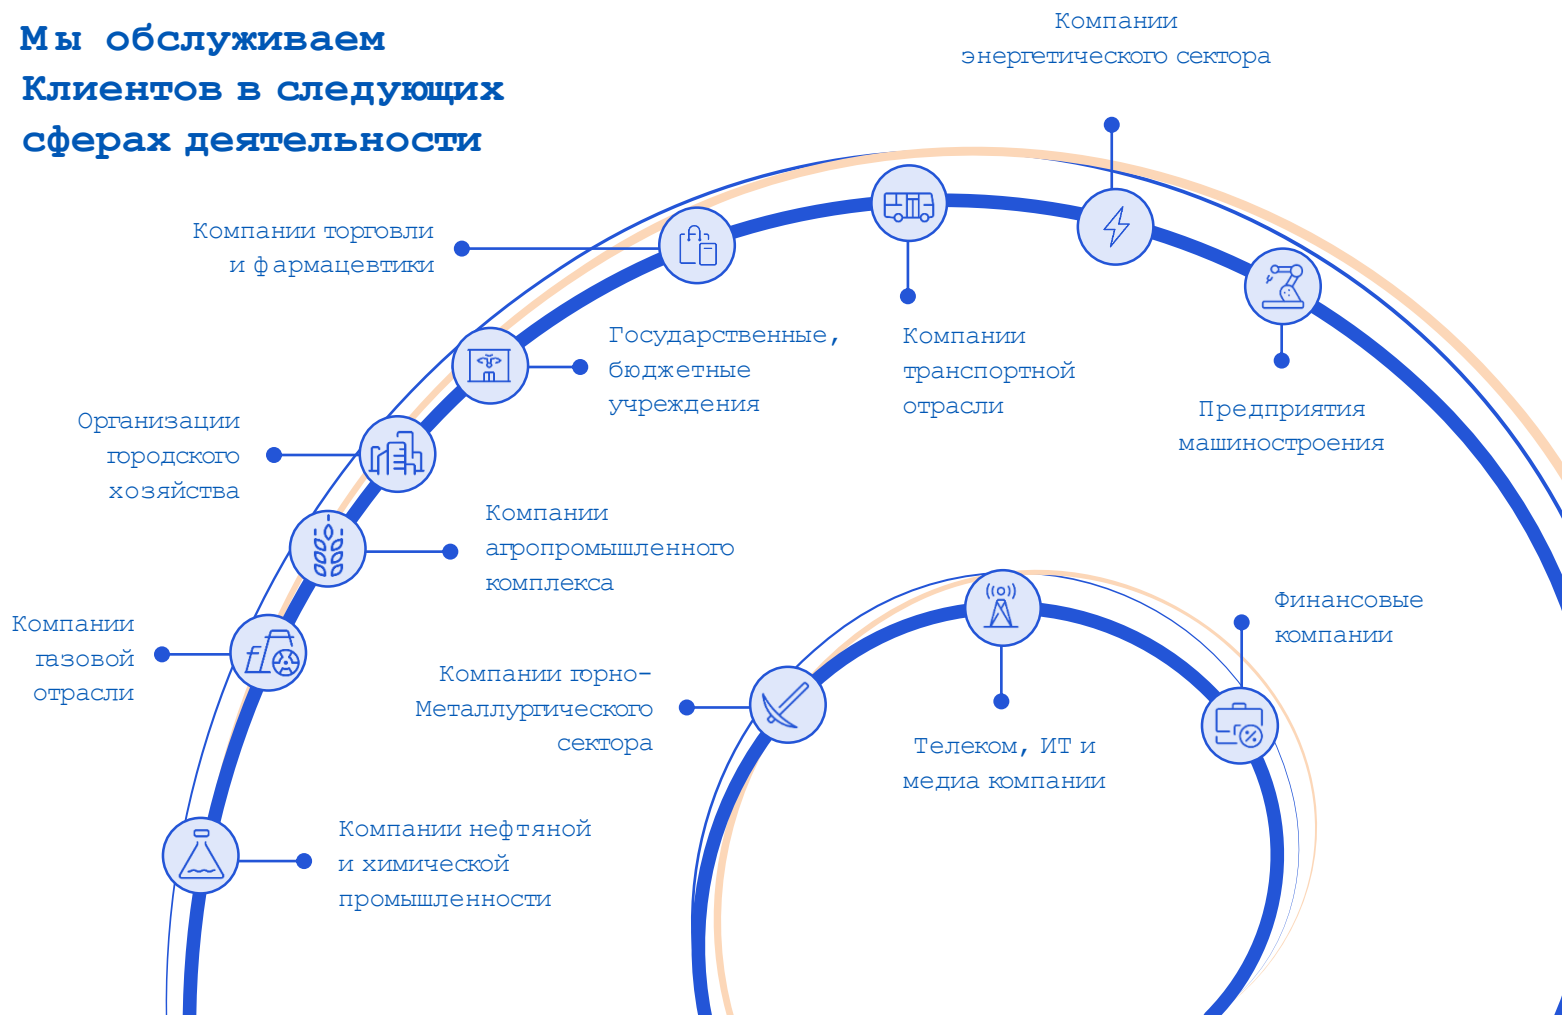 Мы обслуживаем
Клиентов в следующих
сферах деятельности
Компании
энергетического сектора
Компании торговли
и фармацевтики
Государственные,
бюджетные
учреждения
Компании
транспортной
отрасли
Предприятия
машиностроения
Организации
городского
хозяйства
Компании
агропромышленного
комплекса
Компании
газовой
отрасли
Компании горно-
Металлургического
сектора
Телеком, ИТ и
медиа компании
Финансовые
компании
Компании нефтяной
и химической
промышленности